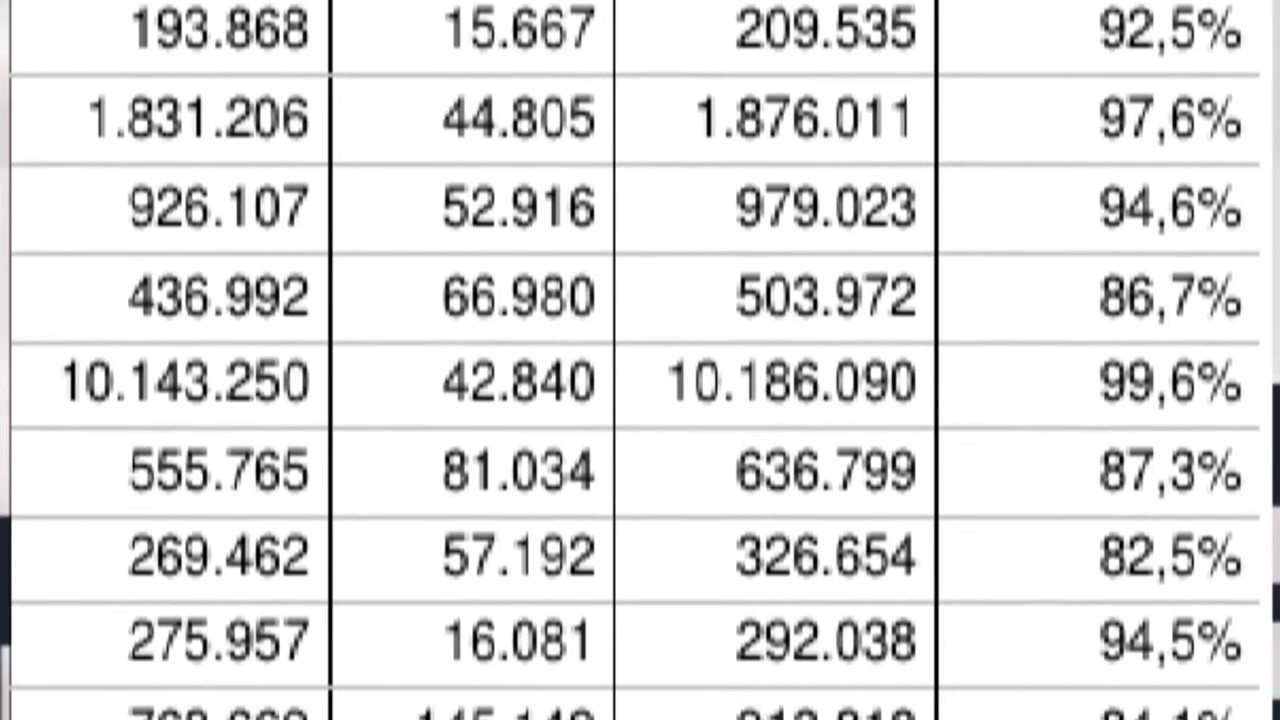 193.868 15.667 209.535 92,5%
1.831.206 44.805 1.876.011 97,6%
926.107 52.916 979.023 94,6%
436.992 66.980 503.972 86,7%
10.143.250 42.840 10.186.090 99,6%
555.765 81.034 636.799 87,3%
269.462 57.192 326.654 82,5%
275.957 16.081 292.038 94,5%